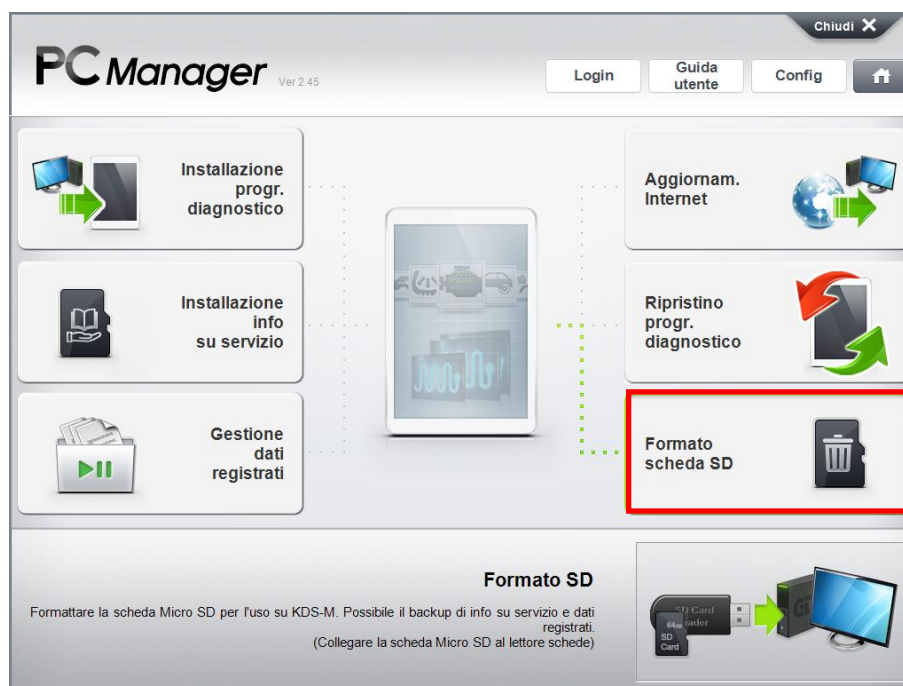 Chiudi X
PC Manager Ver 2.45
Login
Guida
utente
Config
Installazione
progr.
diagnostico
Aggiornam.
Internet
Installazione
info
su servizio
Ripristino
progr.
diagnostico
Gestione
dati
registrati
Formato
scheda SD
Formato SD
Formattare la scheda Micro SD per l'uso su KDS-M. Possibile il backup di info su servizio e dati
registrati.
(Collegare la scheda Micro SD al lettore schede)
SD Card
64GB
SD
Card